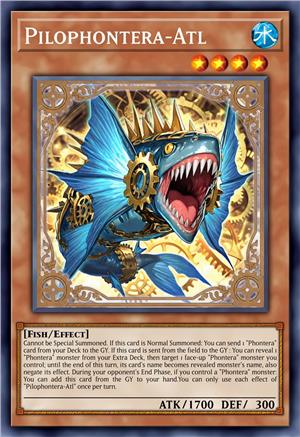 Pilophontera-Atl
水
[Fish/Effect]
Cannot be Special Summoned. If this card is Normal Summoned: You can send 1 "Phontera"
card from your Deck to the GY. If this card is sent from the field to the GY : You can reveal 1
"Phontera" monster from your Extra Deck, then target 1 face-up "Phontera" monster you
control; until the end of this turn, its card's name becomes revealed monster's name, also
negate its effect. During your opponent's End Phase, if you control a "Phontera" monster:
You can add this card from the GY to your hand.You can only use each effect of
"Pilophontera-Atl" once per turn.
ATK/1700 DEF/ 300